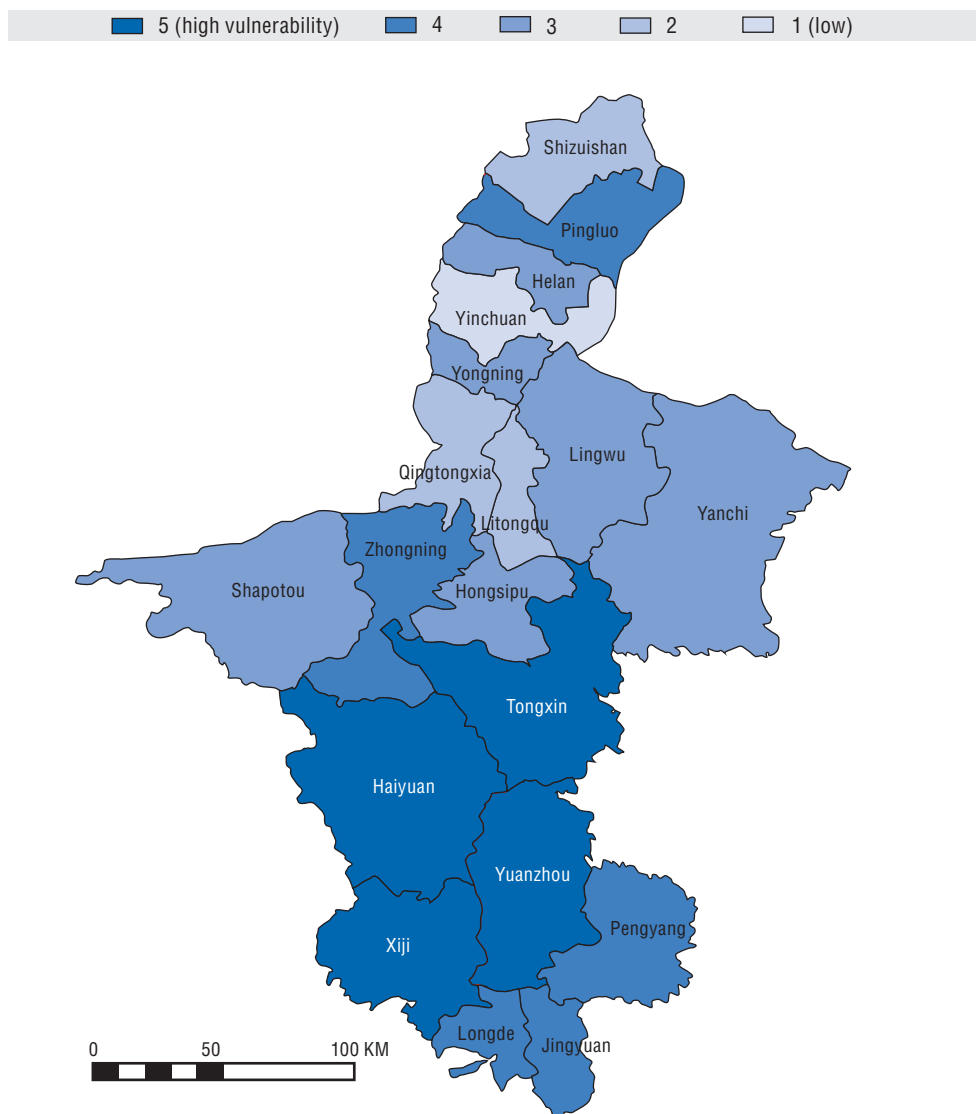 5 (high vulnerability) 4 3 2 1 (low)
Shizuishan
Pingluo
Helan
Yinchuan
Yongning
Lingwu
Qingtongxia
Yanchi
Litongqu
Zhongning
Shapotou
Hongsipu
Tongxin
Haiyuan
Yuanzhou
Pengyang
Xiji
Longde
Jingyuan
0 50 100 KM